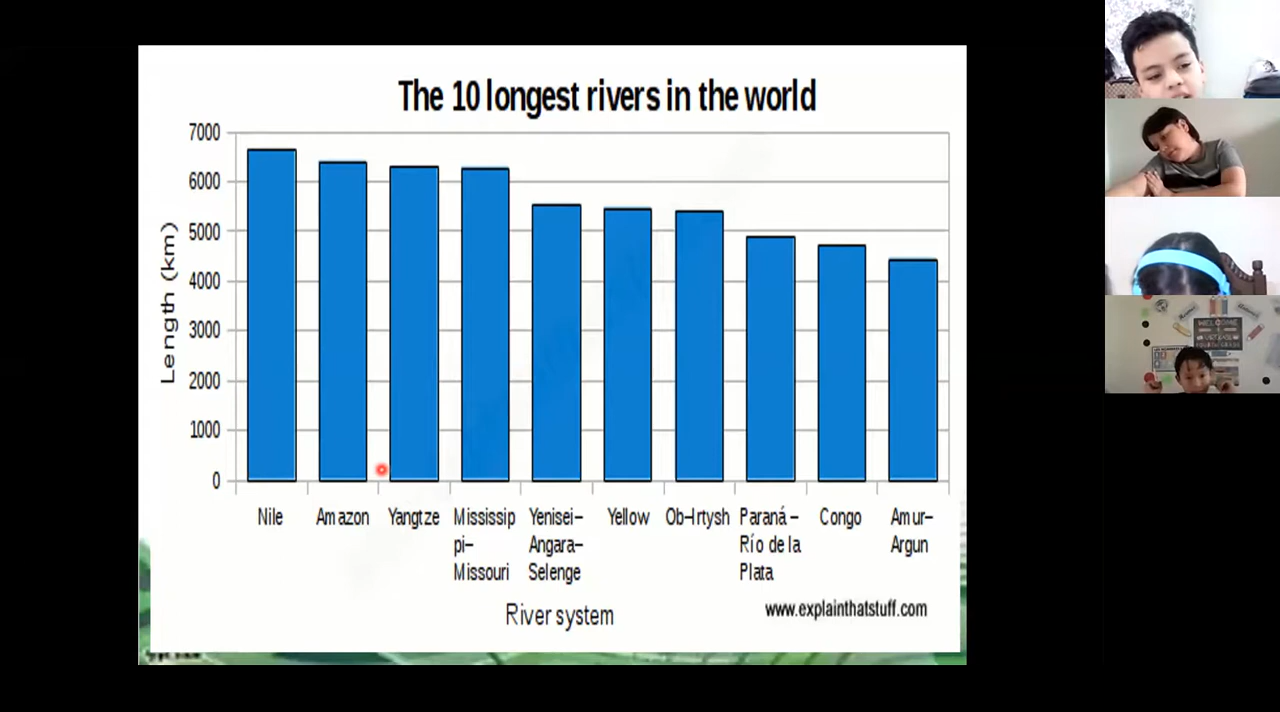 The 10 longest rivers in the world
7000
6000
5000
4000
3000
2000
1000
0
Length (km)
Nile
Amazon
Yangtze
Mississip
pi–
Missouri
Yenisei–
Angara–
Selenge
Yellow
Ob–Irtysh
Paraná –
Río de la
Plata
Congo
Amur–
Argun
River system
www.explainthatstuff.com
WELCOME